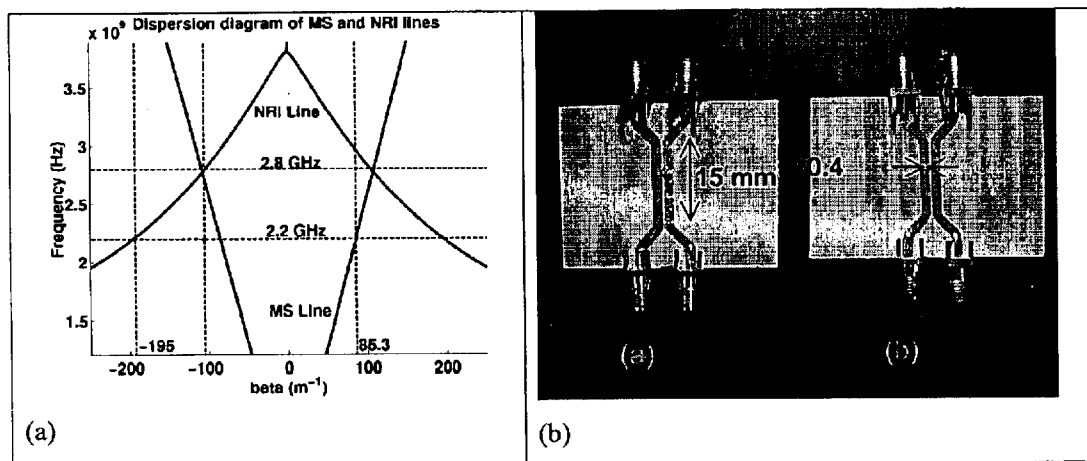 Dispersion diagram of MS and NRI lines
x 10⁹
3.5
3
2.5
2
1.5
Frequency (Hz)
NRI Line
2.8 GHz
2.2 GHz
MS Line
-195
85.3
-200
-100
0
100
200
beta (m⁻¹)
(a)
15 mm
0.4
(a)
(b)
(b)